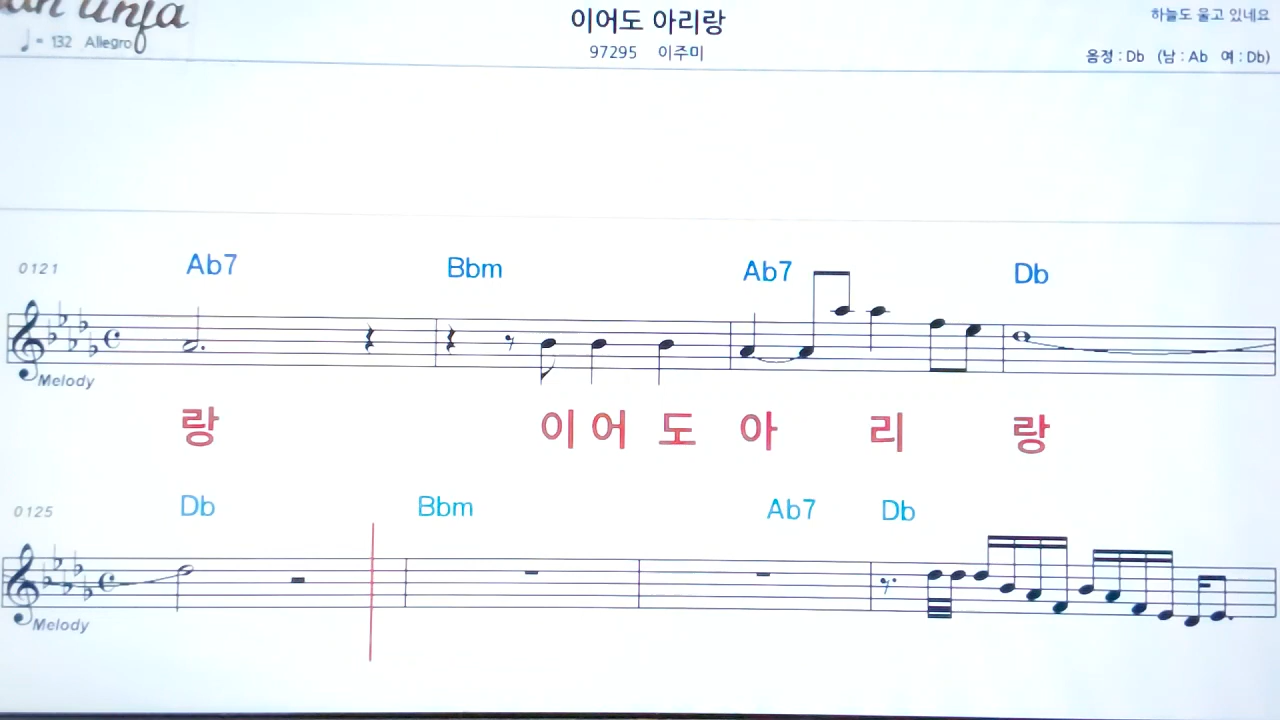 이어도 아리랑
하늘도 울고 있네요
♩= 132 Allegro
97295 이주미
음정 : Db (남 : Ab 여 : Db)
0121 Ab7 Bbm Ab7 Db
Melody
랑 이 어 도 아 리 랑
0125 Db Bbm Ab7 Db
Melody